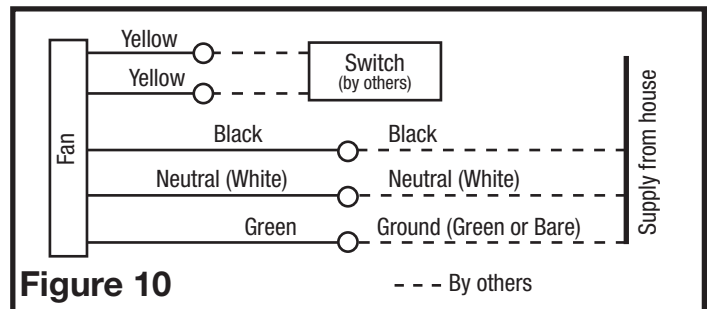 Yellow
Yellow
Switch
(by others)
Fan
Black
Black
Neutral (White)
Neutral (White)
Green
Ground (Green or Bare)
Supply from house
Figure 10
- - - - By others